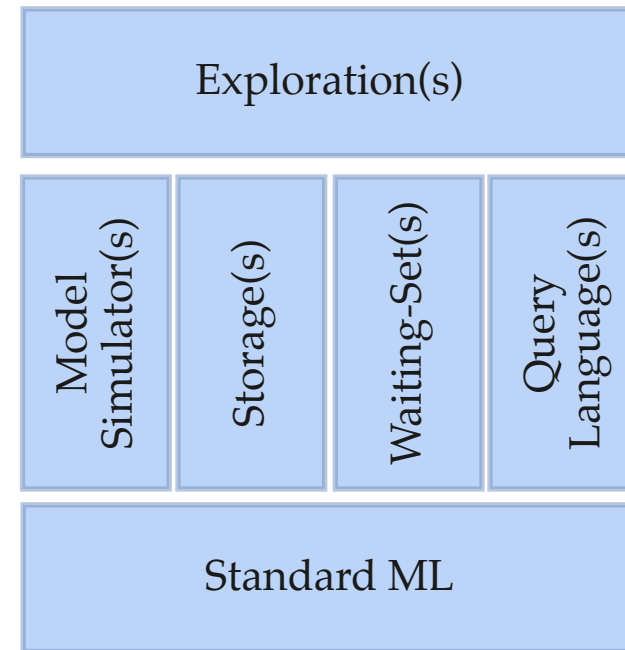 Exploration(s)
Model
Simulator(s)
Storage(s)
Waiting-Set(s)
Query
Language(s)
Standard ML